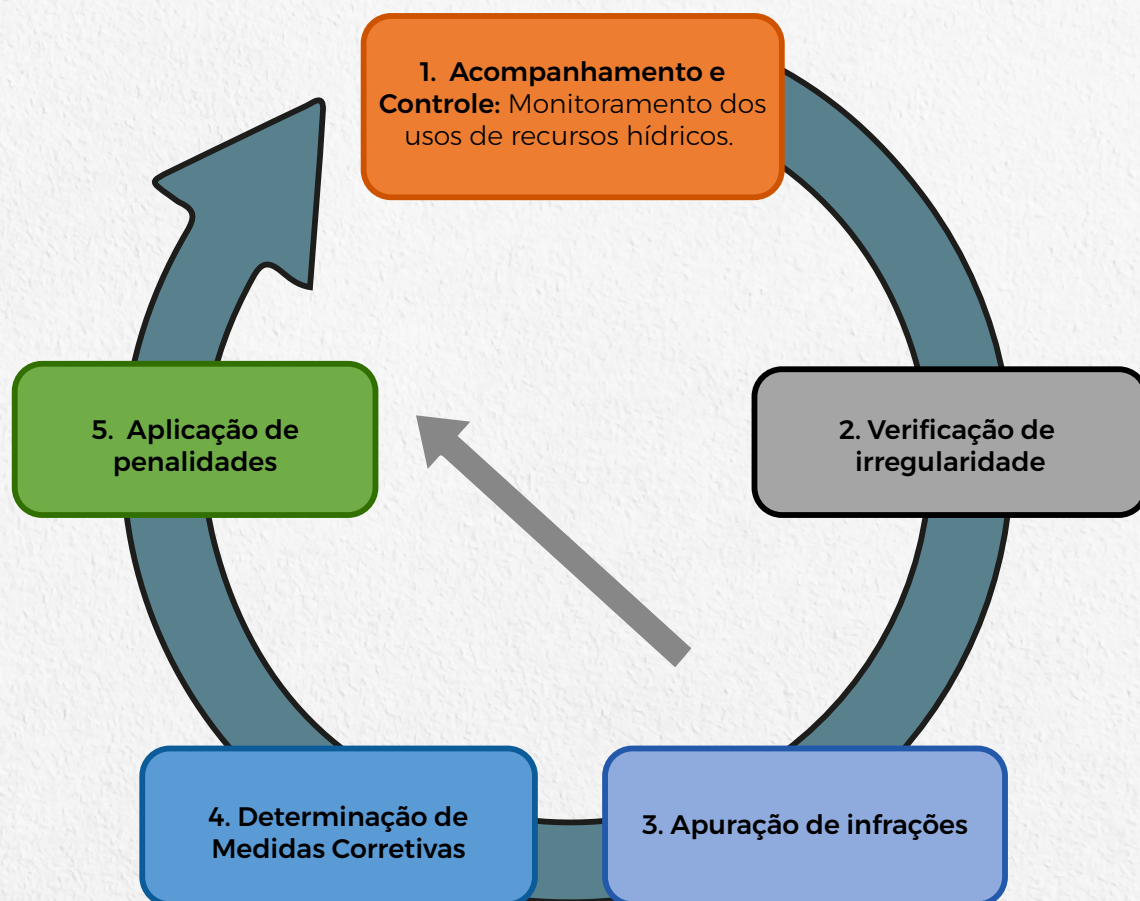 1. Acompanhamento e
Controle: Monitoramento dos
usos de recursos hídricos.
2. Verificação de
irregularidade
3. Apuração de infrações
4. Determinação de
Medidas Corretivas
5. Aplicação de
penalidades